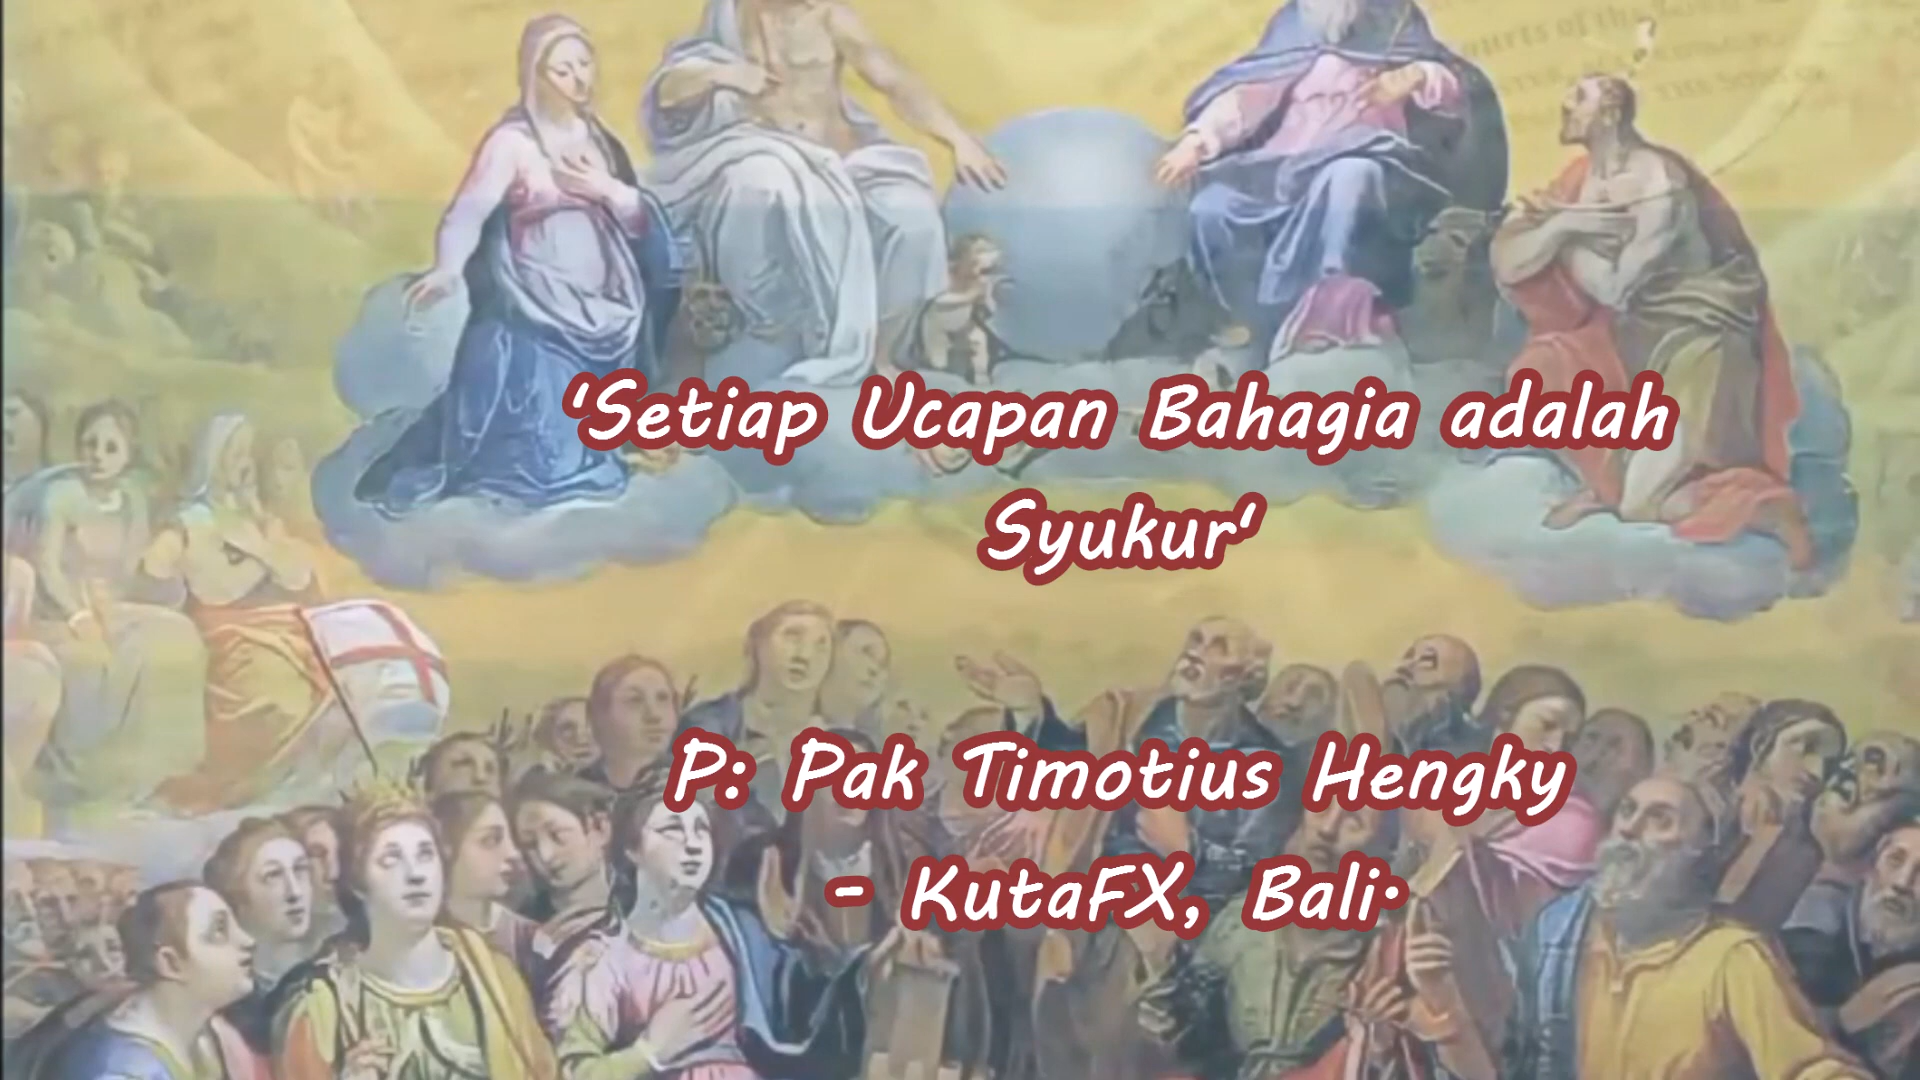 ‘Setiap Ucapan Bahagia adalah
Syukur‘
P: Pak Timotius Hengky
- KutaFX, Bali.